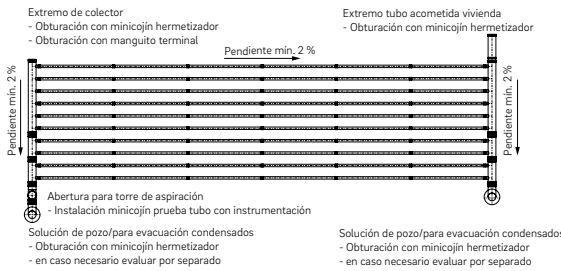 Extremo de colector
- Obturación con minicojín hermetizador
- Obturación con manguito terminal
Extremo tubo acometida vivienda
- Obturación con minicojín hermetizador
Pendiente mín. 2 %
Pendiente mín. 2 %
Pendiente mín. 2 %
Abertura para torre de aspiración
- Instalación minicojín prueba tubo con instrumentación
Solución de pozo/para evacuación condensados
- Obturación con minicojín hermetizador
- en caso necesario evaluar por separado
Solución de pozo/para evacuación condensados
- Obturación con minicojín hermetizador
- en caso necesario evaluar por separado